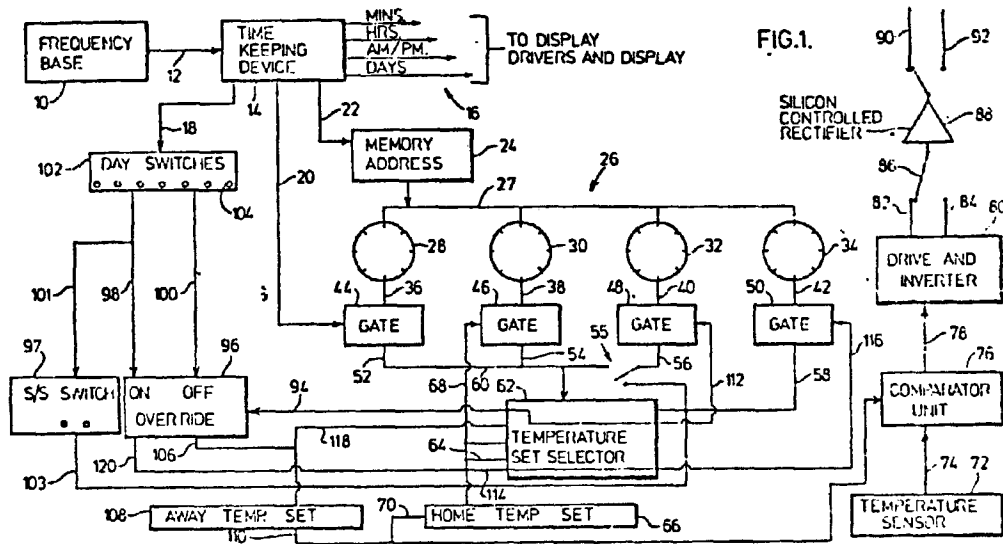 MINS.
HRS.
AM/PM.
DAYS
FREQUENCY BASE
10
12
TIME KEEPING DEVICE
14
TO DISPLAY DRIVERS AND DISPLAY
16
FIG.1.
90
92
SILICON CONTROLLED RECTIFIER
88
86
18
22
20
MEMORY ADDRESS
24
26
27
102
DAY SWITCHES
104
82
84
80
DRIVE AND INVERTER
28
30
32
34
101
98
100
36
38
40
42
44
GATE
46
GATE
48
GATE
50
GATE
116
78
76
COMPARATOR UNIT
97
S/S SWITCH
96
ON OFF
OVERRIDE
52
54
55
56
58
68
60
62
112
94
TEMPERATURE SET SELECTOR
64
118
120
106
114
103
74
72
TEMPERATURE SENSOR
108
AWAY TEMP SET
110
70
HOME TEMP SET
66